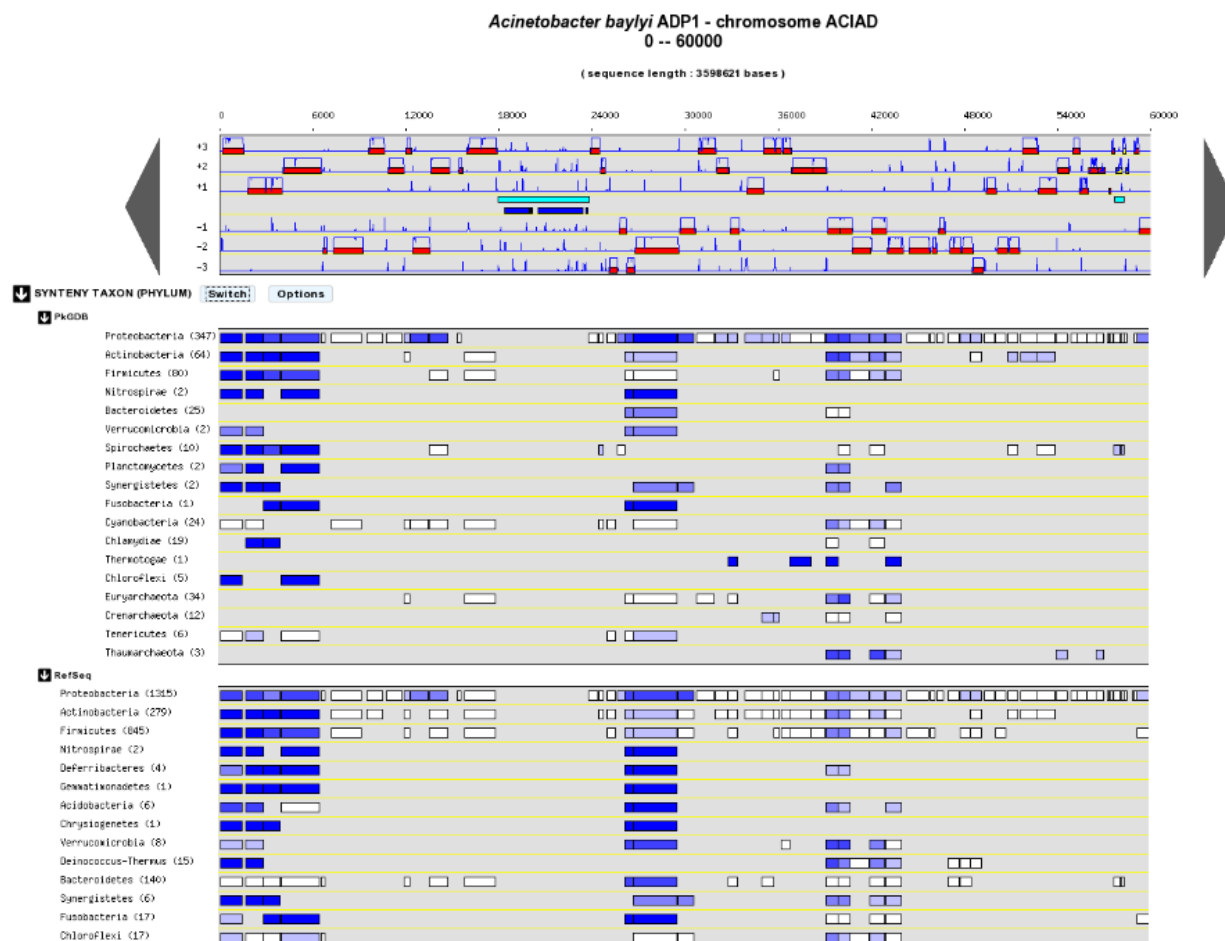 Acinetobacter baylyi ADP1 - chromosome ACIAD
0 -- 60000
( sequence length : 3598621 bases )
0 6000 12000 18000 24000 30000 36000 42000 48000 54000 60000
+3
+2
+1
-1
-2
-3
SYNTENY TAXON (PHYLUM) Switch Options
PkGDB
Proteobacteria (347)
Actinobacteria (64)
Firmicutes (80)
Nitrospirae (2)
Bacteroidetes (25)
Verrucomicrobia (2)
Spirochaetes (10)
Planctomycetes (2)
Synergistetes (2)
Fusobacteria (1)
Cyanobacteria (24)
Chlamydiae (19)
Thermotogae (1)
Chloroflexi (5)
Euryarchaeota (34)
Crenarchaeota (12)
Tenericutes (6)
Thaumarchaeota (3)
RefSeq
Proteobacteria (1315)
Actinobacteria (279)
Firmicutes (845)
Nitrospirae (2)
Deferribacteres (4)
Gemmatimonadetes (1)
Acidobacteria (6)
Chrysiogenetes (1)
Verrucomicrobia (8)
Deinococcus-Thermus (15)
Bacteroidetes (140)
Synergistetes (6)
Fusobacteria (17)
Chloroflexi (17)